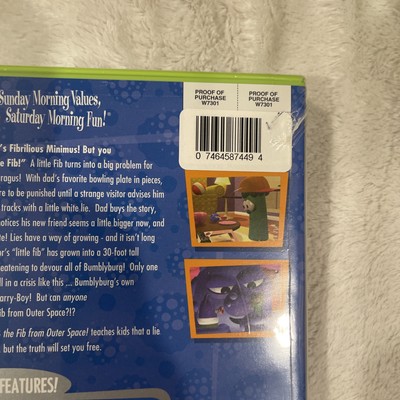 Sunday Morning Values,
Saturday Morning Fun!
PROOF OF
PURCHASE
W7301
PROOF OF
PURCHASE
W7301
0 7464587449 4
's Fibrilious Minimus! But you
e Fib!" A little Fib turns into a big problem for
ragus! With dad's favorite bowling plate in pieces,
re to be punished until a strange visitor advises him
tracks with a little white lie. Dad buys the story,
notices his new friend seems a little bigger now, and
te! Lies have a way of growing - and it isn't long
or's "little fib" has grown into a 30-foot tall
eatening to devour all of Bumblyburg! Only one
ll in a crisis like this ... Bumblyburg's own
arry-Boy! But can anyone
Fib from Outer Space?!?
the Fib from Outer Space! teaches kids that a lie
, but the truth will set you free.
FEATURES!